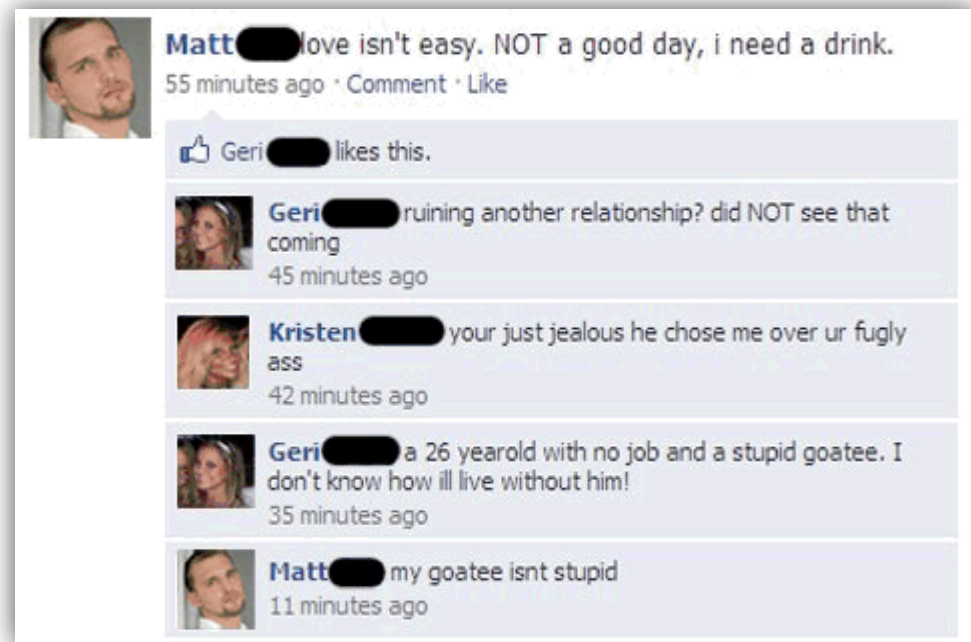 Matt love isn't easy. NOT a good day, i need a drink.
55 minutes ago · Comment · Like
Geri likes this.
Geri ruining another relationship? did NOT see that
coming
45 minutes ago
Kristen your just jealous he chose me over ur fugly
ass
42 minutes ago
Geri a 26 yearold with no job and a stupid goatee. I
don't know how ill live without him!
35 minutes ago
Matt my goatee isnt stupid
11 minutes ago